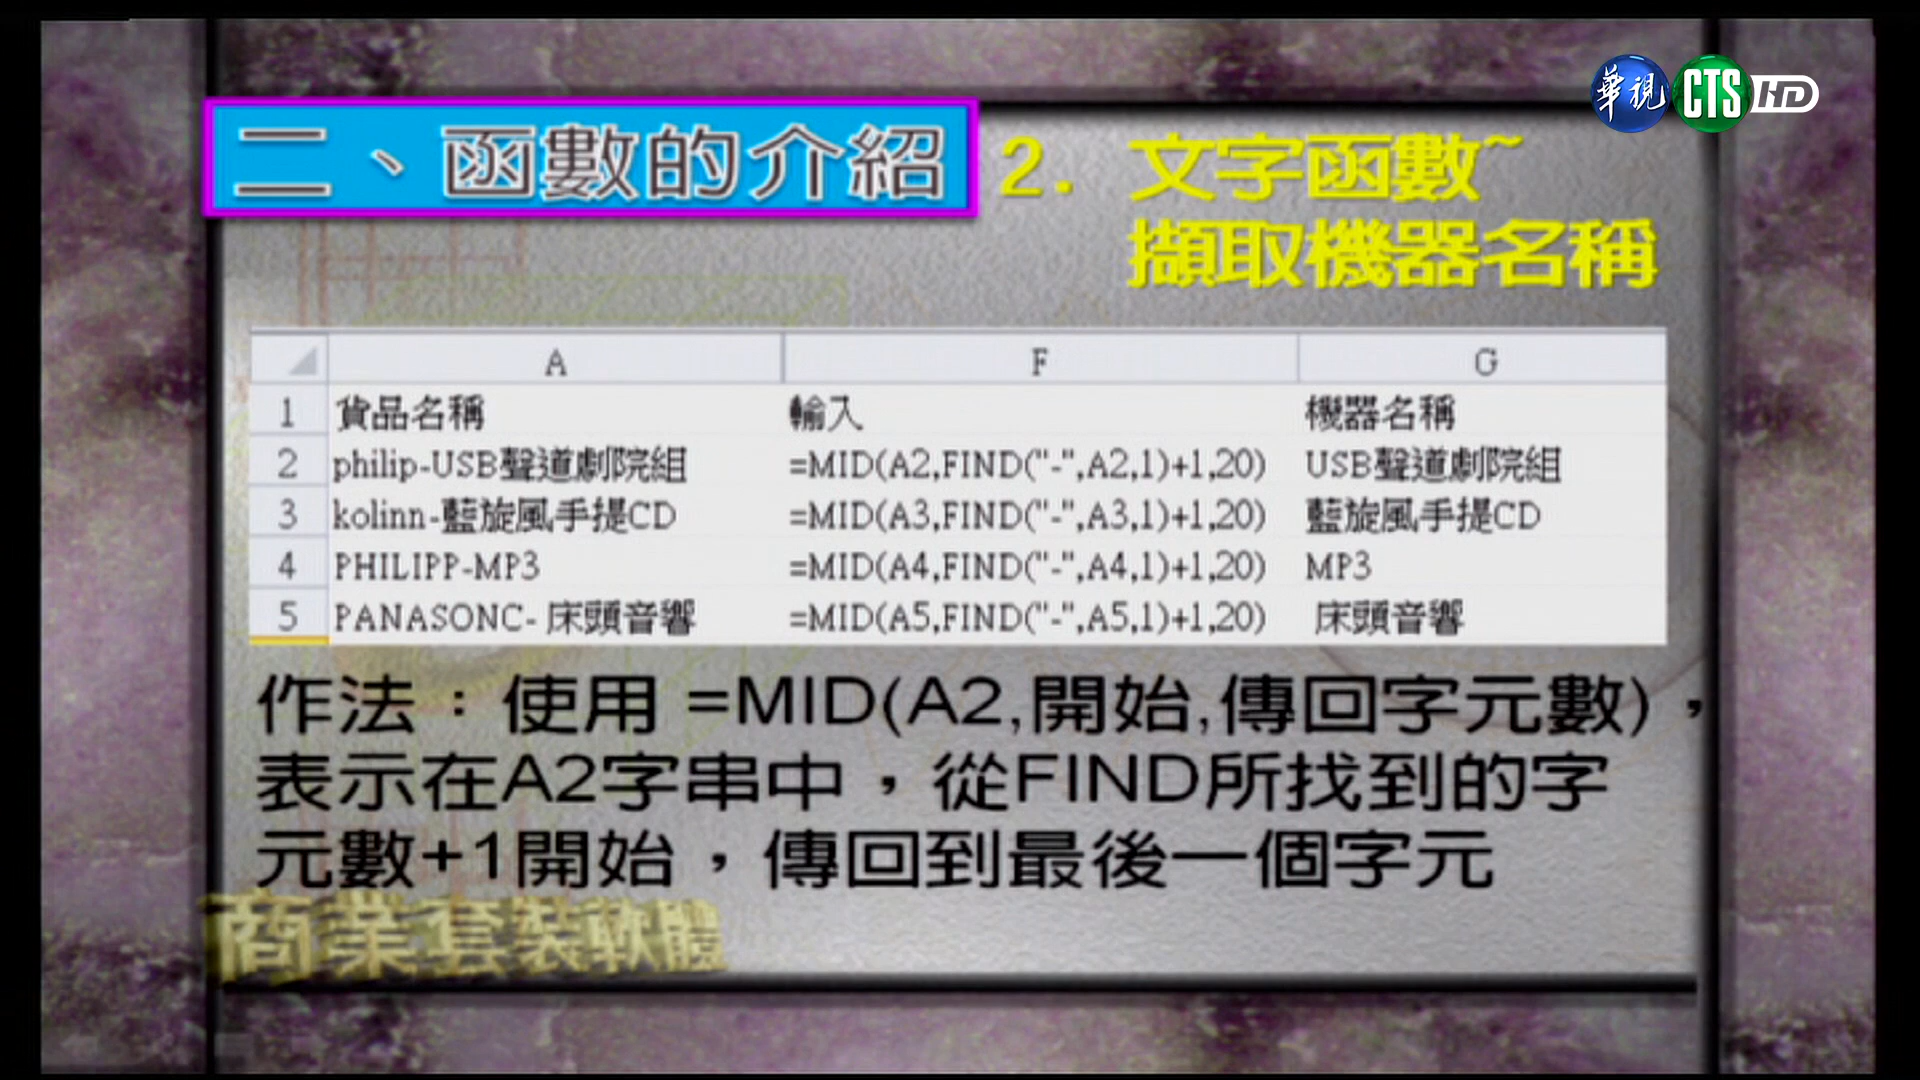 華視 CTS HD
二、函數的介紹
2. 文字函數~
擷取機器名稱
A F G
1 貨品名稱 輸入 機器名稱
2 philip-USB聲道劇院組 =MID(A2,FIND("-",A2,1)+1,20) USB聲道劇院組
3 kolinn-藍旋風手提CD =MID(A3,FIND("-",A3,1)+1,20) 藍旋風手提CD
4 PHILIPP-MP3 =MID(A4,FIND("-",A4,1)+1,20) MP3
5 PANASONC- 床頭音響 =MID(A5,FIND("-",A5,1)+1,20) 床頭音響
作法：使用 =MID(A2,開始,傳回字元數)，
表示在A2字串中，從FIND所找到的字
元數+1開始，傳回到最後一個字元
商業套裝軟體